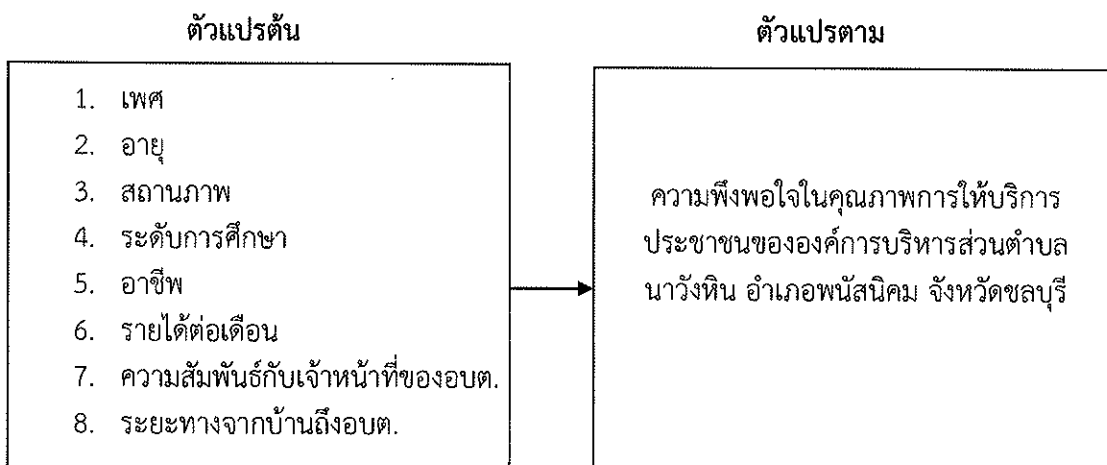 ตัวแปรต้น
1. เพศ
2. อายุ
3. สถานภาพ
4. ระดับการศึกษา
5. อาชีพ
6. รายได้ต่อเดือน
7. ความสัมพันธ์กับเจ้าหน้าที่ของอบต.
8. ระยะทางจากบ้านถึงอบต.
ตัวแปรตาม
ความพึงพอใจในคุณภาพการให้บริการ
ประชาชนขององค์การบริหารส่วนตำบล
นาวังหิน อำเภอพนัสนิคม จังหวัดชลบุรี